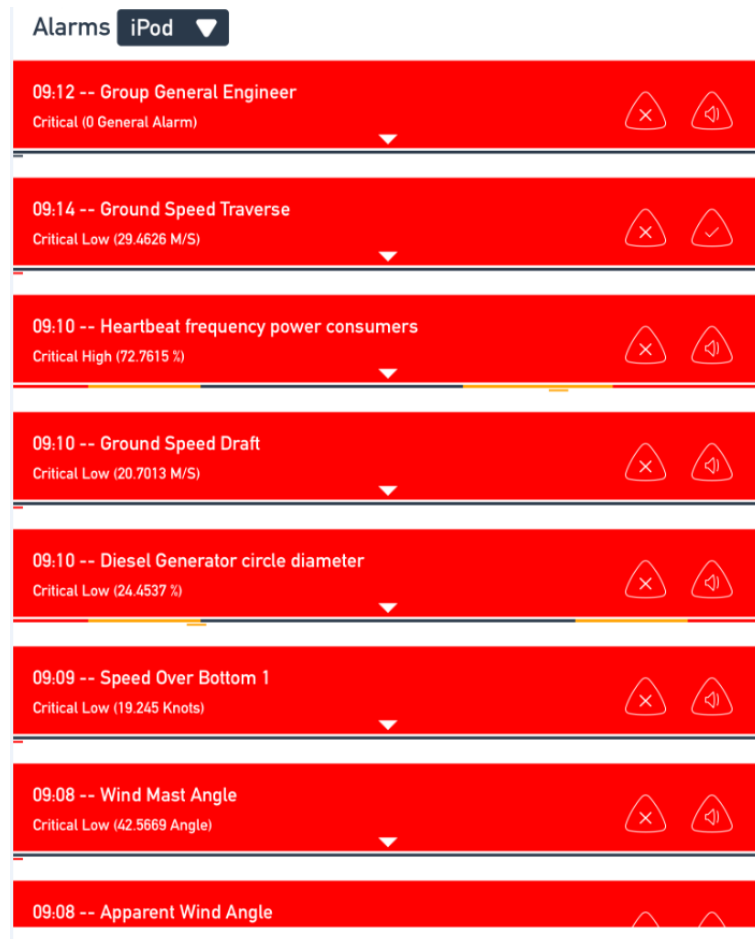 Alarms iPod
09:12 -- Group General Engineer
Critical (0 General Alarm)
09:14 -- Ground Speed Traverse
Critical Low (29.4626 M/S)
09:10 -- Heartbeat frequency power consumers
Critical High (72.7615 %)
09:10 -- Ground Speed Draft
Critical Low (20.7013 M/S)
09:10 -- Diesel Generator circle diameter
Critical Low (24.4537 %)
09:09 -- Speed Over Bottom 1
Critical Low (19.245 Knots)
09:08 -- Wind Mast Angle
Critical Low (42.5669 Angle)
09:08 -- Apparent Wind Angle